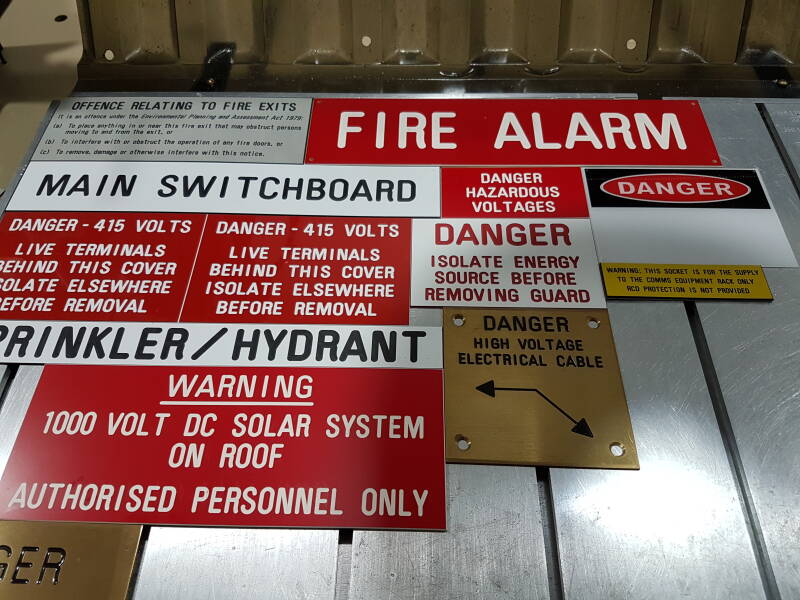 OFFENCE RELATING TO FIRE EXITS
It is an offence under the Environmental Planning and Assessment Act 1979:
(a) To place anything in or near this fire exit that may obstruct persons
moving to and from the exit, or
(b) To interfere with or obstruct the operation of any fire doors, or
(c) To remove, damage or otherwise interfere with this notice.
FIRE ALARM
MAIN SWITCHBOARD
DANGER
HAZARDOUS
VOLTAGES
DANGER
DANGER - 415 VOLTS
LIVE TERMINALS
BEHIND THIS COVER
ISOLATE ELSEWHERE
BEFORE REMOVAL
DANGER - 415 VOLTS
LIVE TERMINALS
BEHIND THIS COVER
ISOLATE ELSEWHERE
BEFORE REMOVAL
DANGER
ISOLATE ENERGY
SOURCE BEFORE
REMOVING GUARD
WARNING: THIS SOCKET IS FOR THE SUPPLY
TO THE COMMS EQUIPMENT RACK ONLY
RCD PROTECTION IS NOT PROVIDED
PRINKLER/HYDRANT
DANGER
HIGH VOLTAGE
ELECTRICAL CABLE
WARNING
1000 VOLT DC SOLAR SYSTEM
ON ROOF
AUTHORISED PERSONNEL ONLY
GER